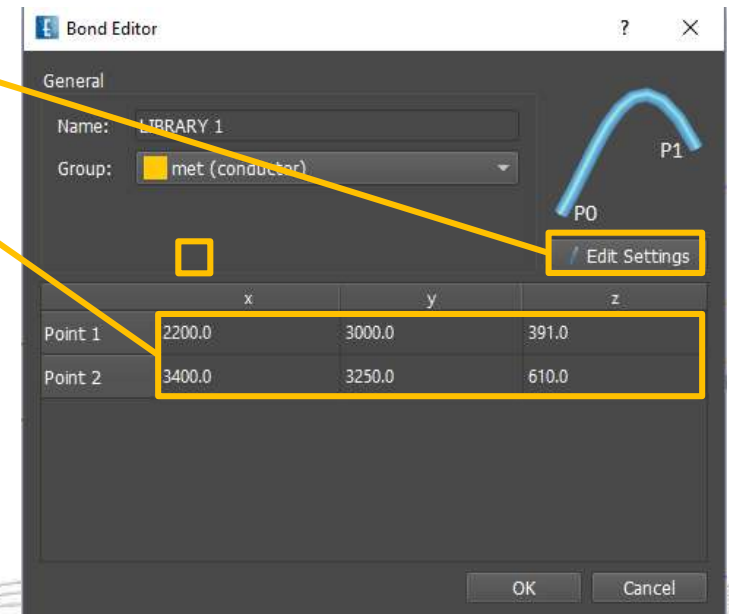 Bond Editor ? ×
General
Name: LIBRARY 1
Group: met (conductor)
P1
P0
Edit Settings
x y z
Point 1 2200.0 3000.0 391.0
Point 2 3400.0 3250.0 610.0
OK Cancel